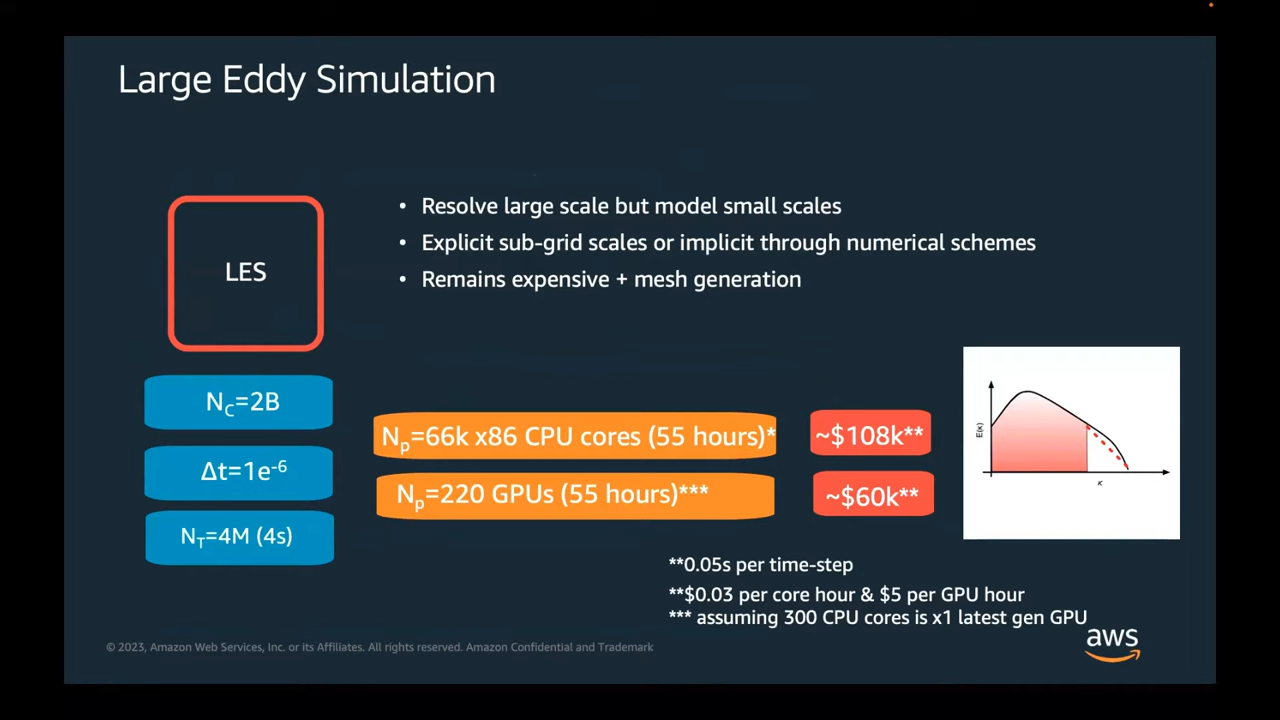 Large Eddy Simulation
LES
• Resolve large scale but model small scales
• Explicit sub-grid scales or implicit through numerical schemes
• Remains expensive + mesh generation
N_C=2B
Δt=1e^-6
N_T=4M (4s)
N_p=66k x86 CPU cores (55 hours)*
~$108k**
N_p=220 GPUs (55 hours)***
~$60k**
E(κ)
κ
**0.05s per time-step
**$0.03 per core hour & $5 per GPU hour
*** assuming 300 CPU cores is x1 latest gen GPU
© 2023, Amazon Web Services, Inc. or its Affiliates. All rights reserved. Amazon Confidential and Trademark
aws